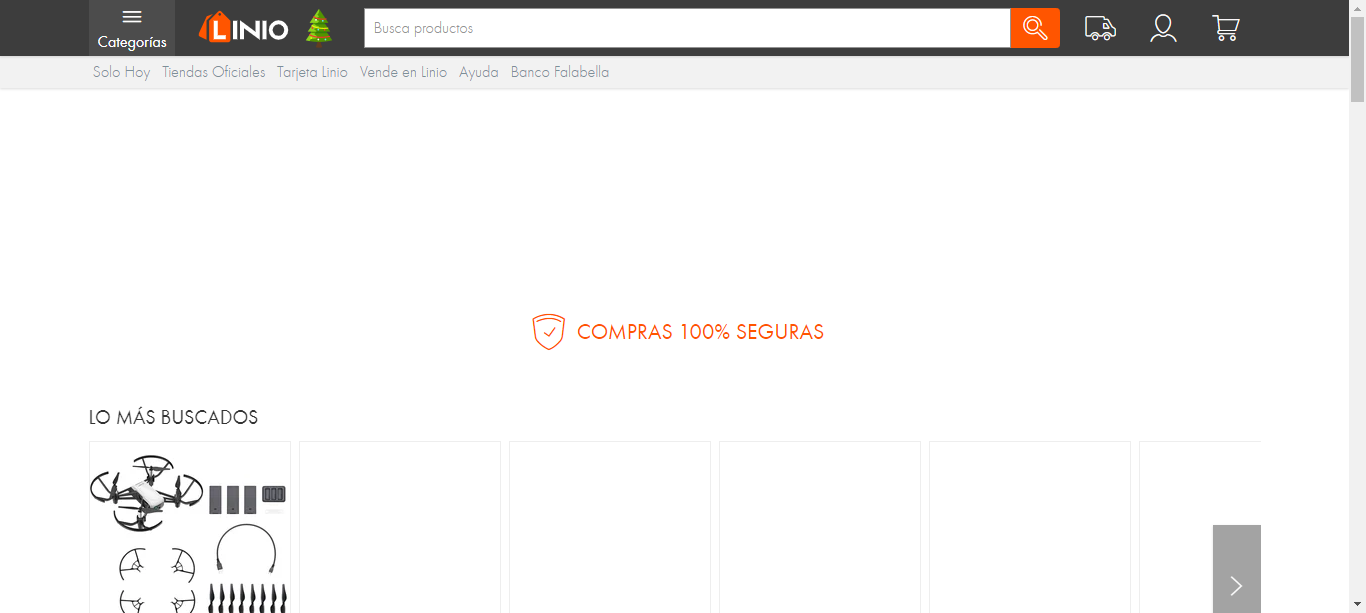 Categorías
LINIO
Busca productos
Solo Hoy Tiendas Oficiales Tarjeta Linio Vende en Linio Ayuda Banco Falabella
COMPRAS 100% SEGURAS
LO MÁS BUSCADOS